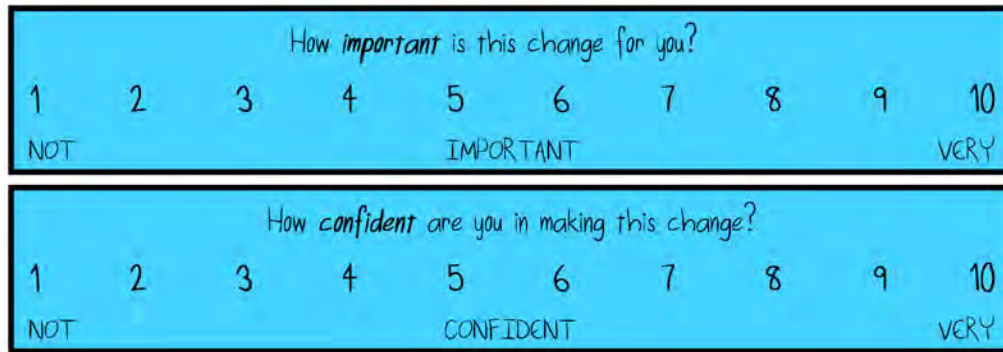 How important is this change for you?
1 2 3 4 5 6 7 8 9 10
NOT IMPORTANT VERY
How confident are you in making this change?
1 2 3 4 5 6 7 8 9 10
NOT CONFIDENT VERY